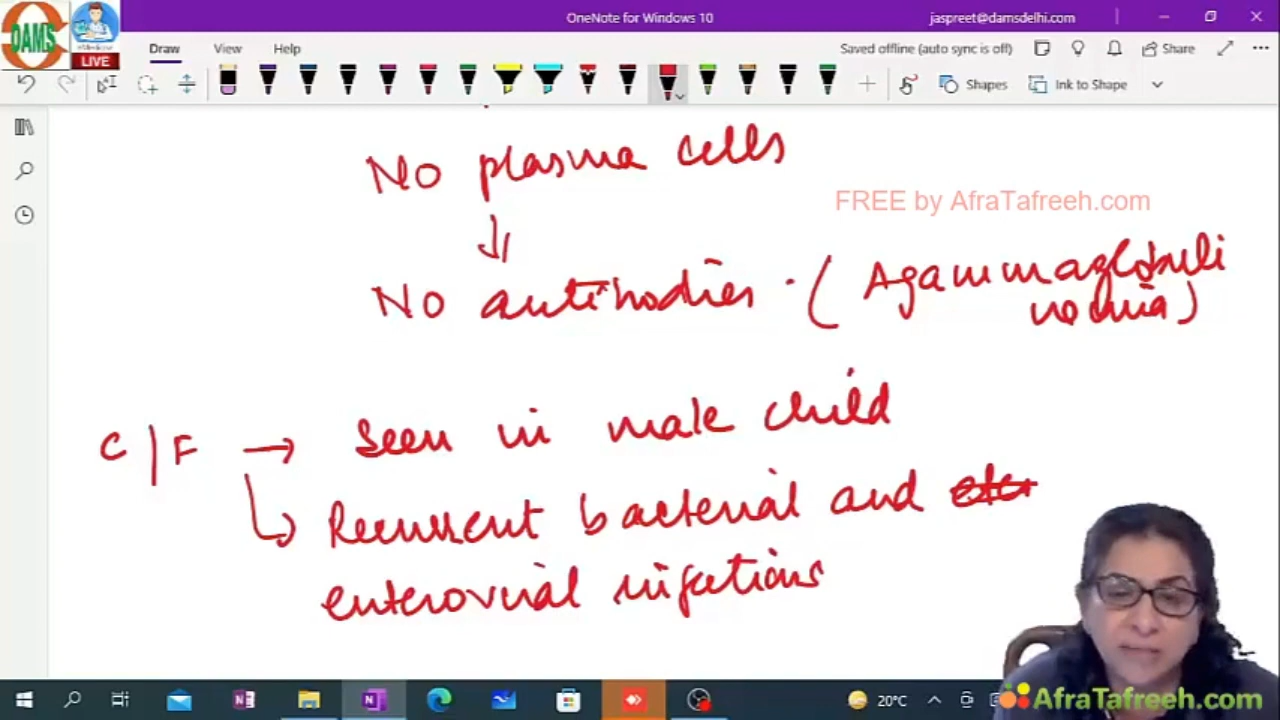 OneNote for Windows 10
jaspreet@damsdelhi.com
DAMS
eMedicoz
LIVE
Draw View Help
Saved offline (auto sync is off)
Share
Shapes
Ink to Shape
No plasma cells
FREE by AfraTafreeh.com
↓
No antibodies . (Agammaglobuli
nemia)
C/F → Seen in male child
↳ Recurrent bacterial and
enteroviral infections
20°C
AfraTafreeh.com